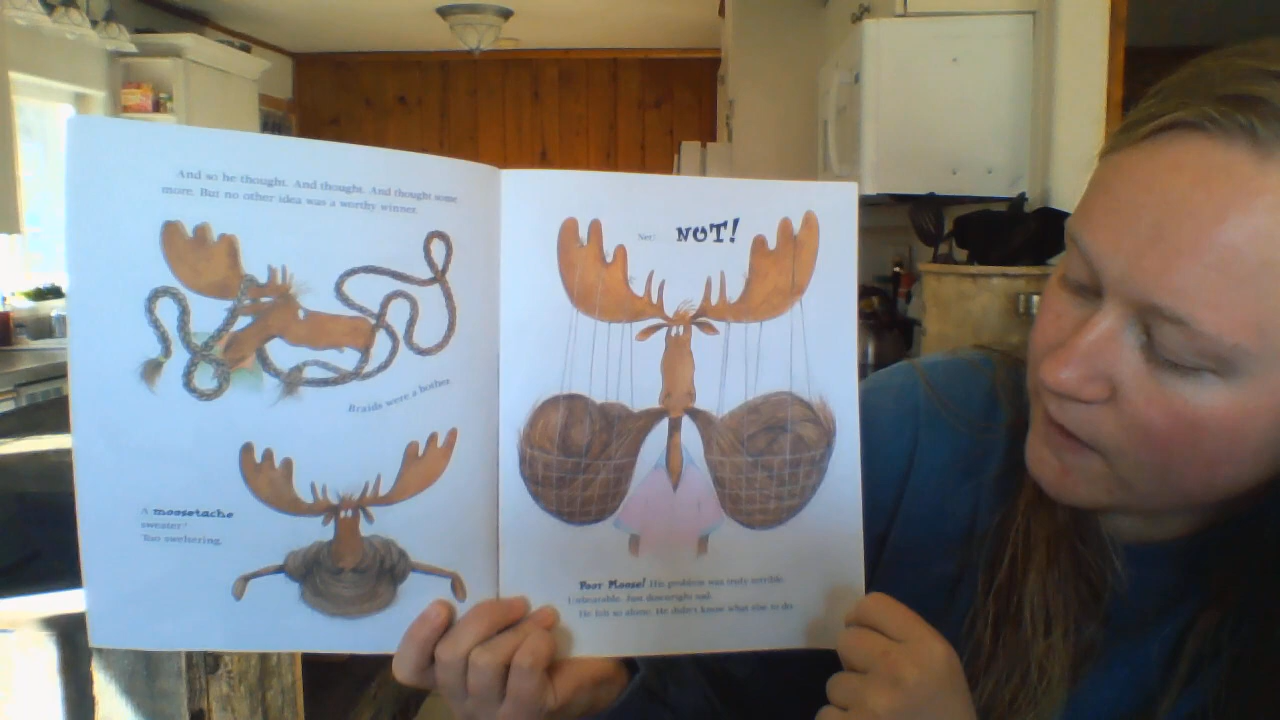 And so he thought. And thought. And thought some
more. But no other idea was a worthy winner.
Braids were a bother.
A moosetache
sweater?
Too sweltering.
Net? NOT!
Poor Moose! His problem was truly terrible.
Unbearable. Just downright sad.
He felt so alone. He didn't know what else to do.